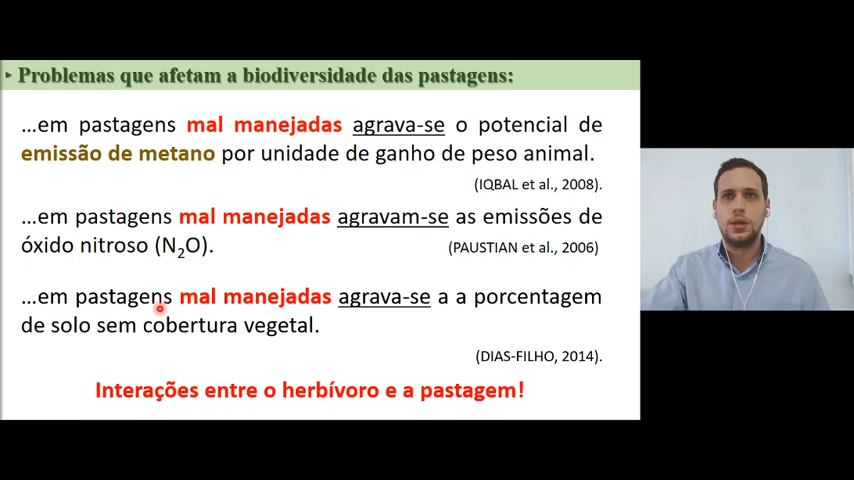 Problemas que afetam a biodiversidade das pastagens:
...em pastagens mal manejadas agrava-se o potencial de
emissão de metano por unidade de ganho de peso animal.
(IQBAL et al., 2008).
...em pastagens mal manejadas agravam-se as emissões de
óxido nitroso (N₂O).
(PAUSTIAN et al., 2006)
...em pastagens mal manejadas agrava-se a a porcentagem
de solo sem cobertura vegetal.
(DIAS-FILHO, 2014).
Interações entre o herbívoro e a pastagem!